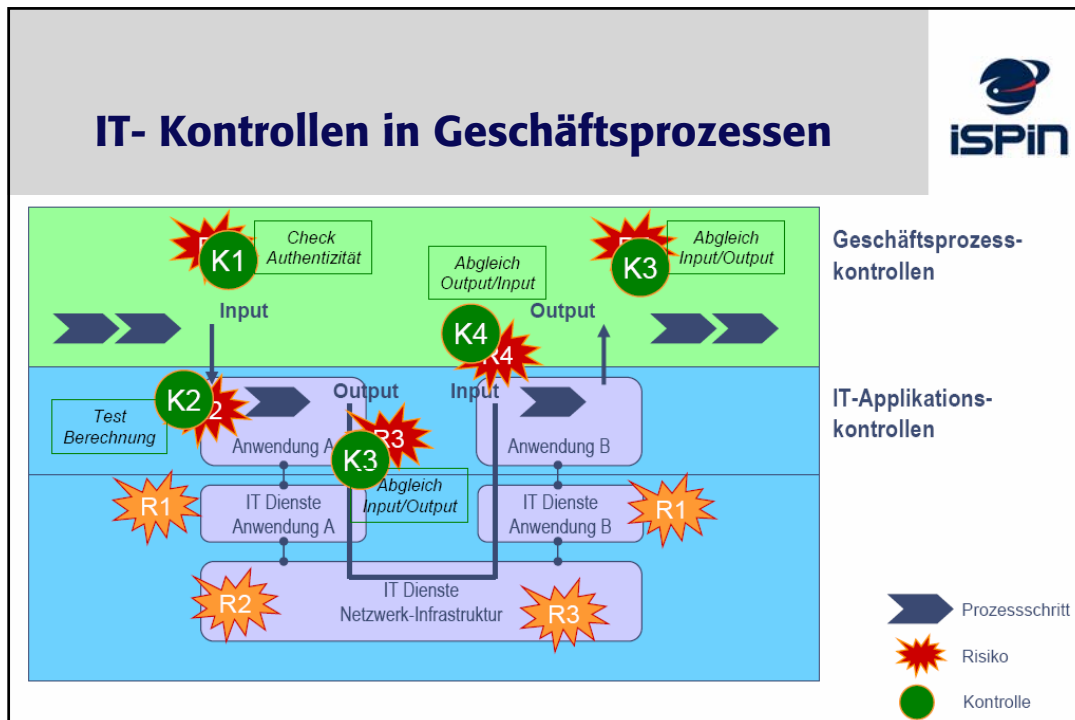 IT- Kontrollen in Geschäftsprozessen
iSPiN
K1
Check
Authentizität
Input
Abgleich
Output/Input
K4
R4
Output
K3
Abgleich
Input/Output
Geschäftsprozess-
kontrollen
K2
Test
Berechnung
Anwendung A
Output
R3
K3
Abgleich
Input/Output
Input
Anwendung B
IT-Applikations-
kontrollen
R1
IT Dienste
Anwendung A
IT Dienste
Anwendung B
R1
R2
IT Dienste
Netzwerk-Infrastruktur
R3
Prozessschritt
Risiko
Kontrolle